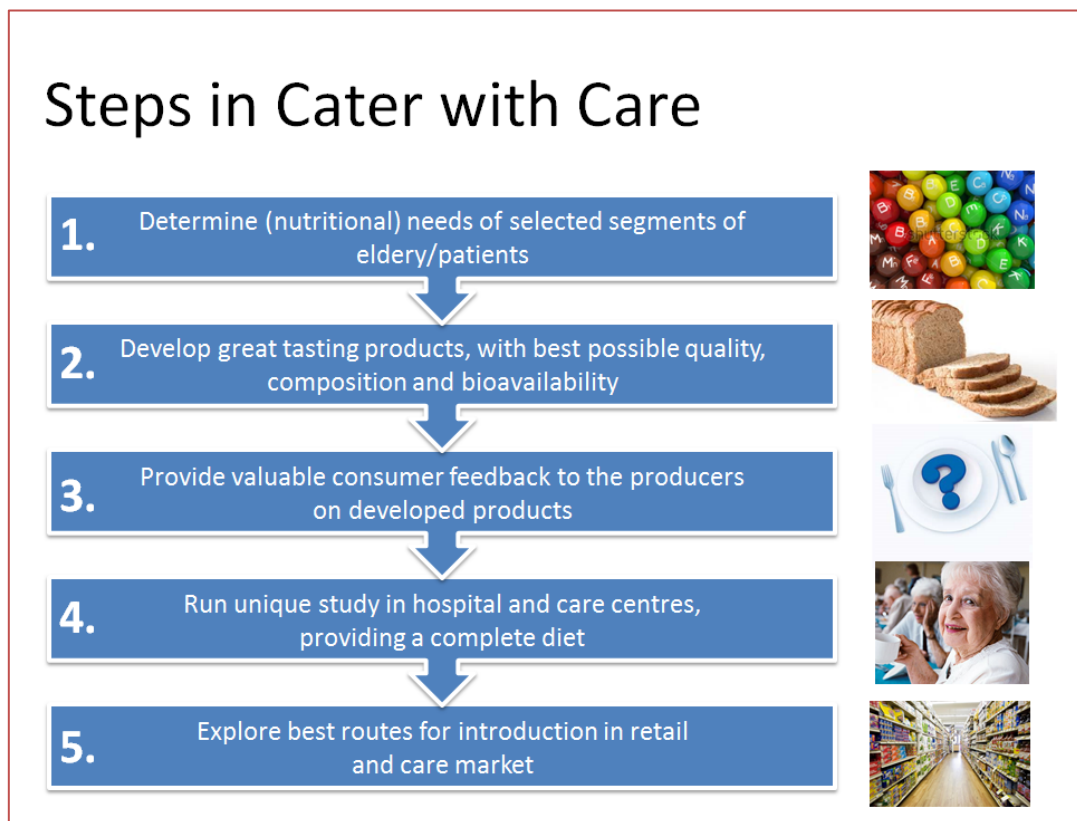 Steps in Cater with Care
1.
Determine (nutritional) needs of selected segments of
eldery/patients
2.
Develop great tasting products, with best possible quality,
composition and bioavailability
3.
Provide valuable consumer feedback to the producers
on developed products
4.
Run unique study in hospital and care centres,
providing a complete diet
5.
Explore best routes for introduction in retail
and care market